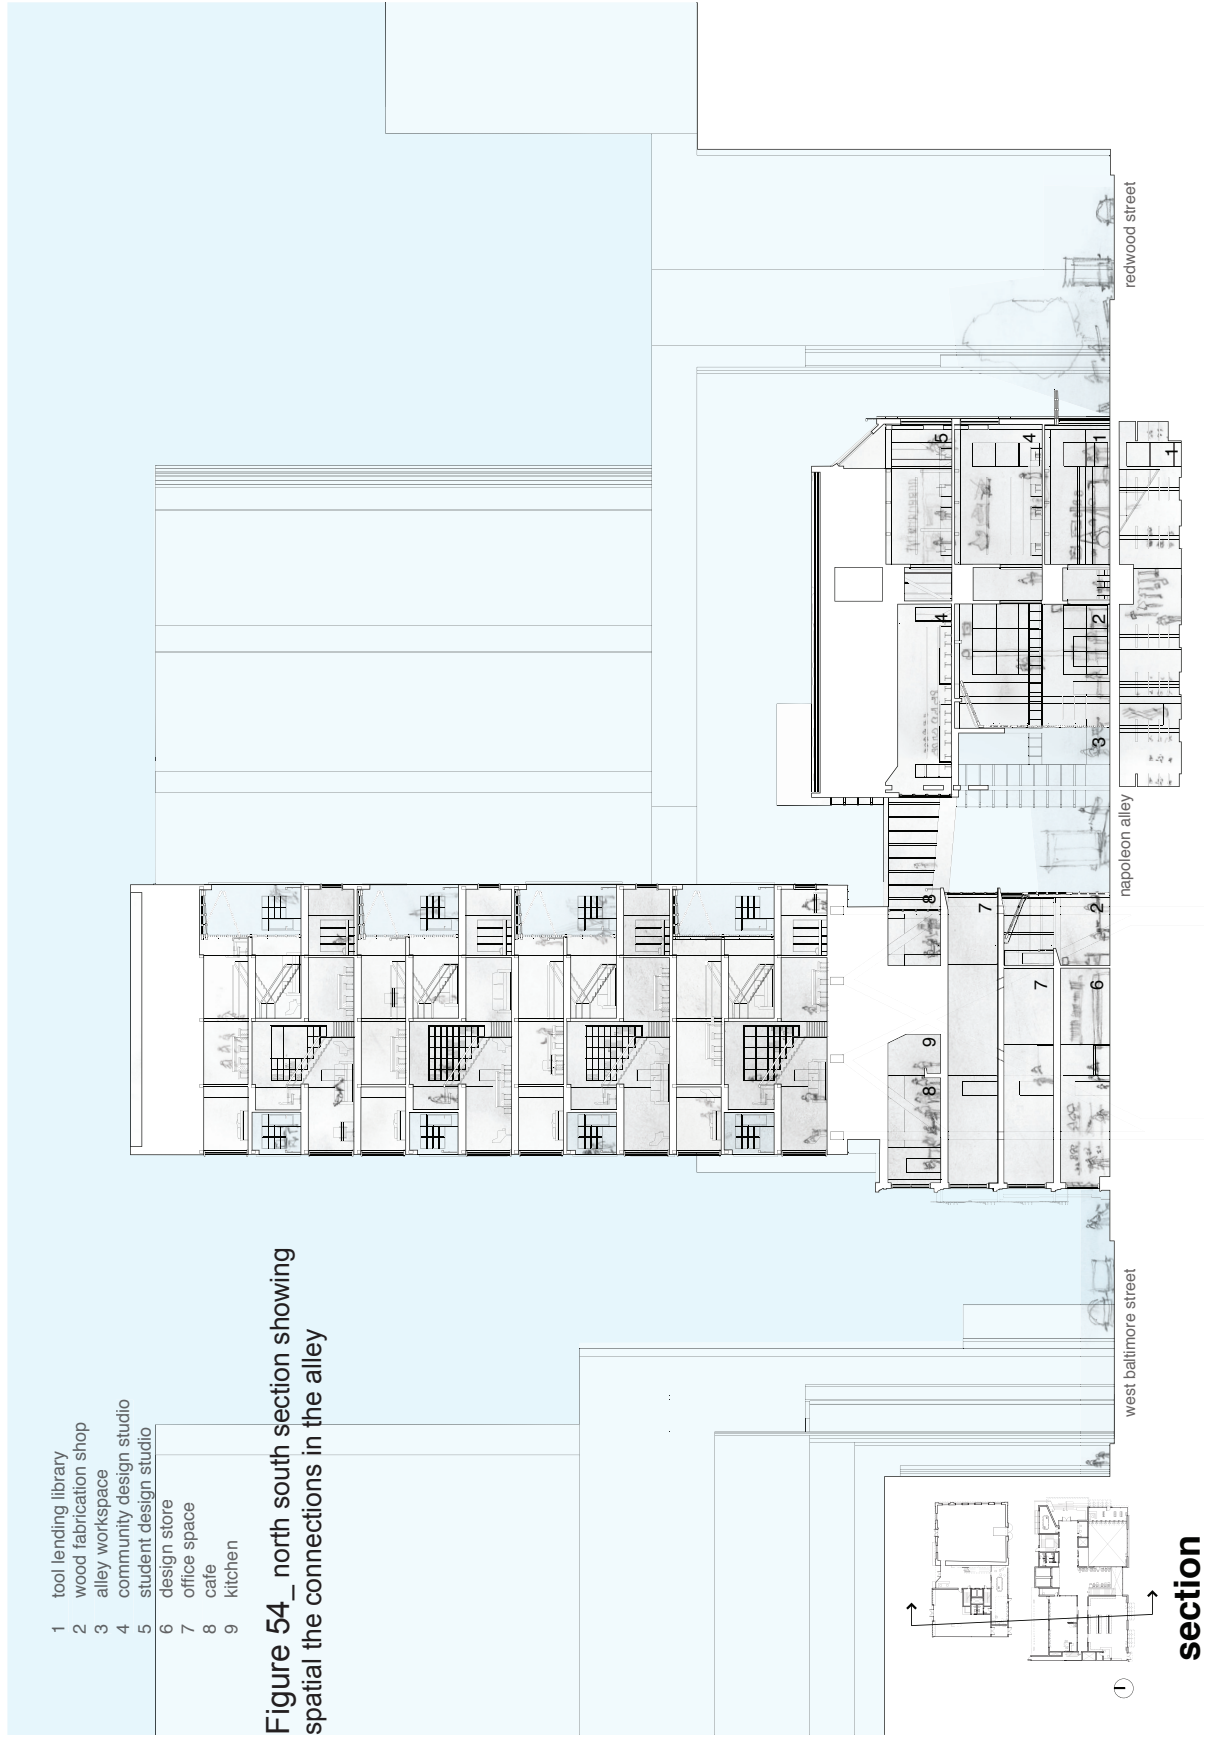 1 tool lending library
2 wood fabrication shop
3 alley workspace
4 community design studio
5 student design studio
6 design store
7 office space
8 cafe
9 kitchen
Figure 54_ north south section showing
spatial the connections in the alley
8
9
8
7
7
6
2
4
5
4
2
3
1
1
west baltimore street
napoleon alley
redwood street
section